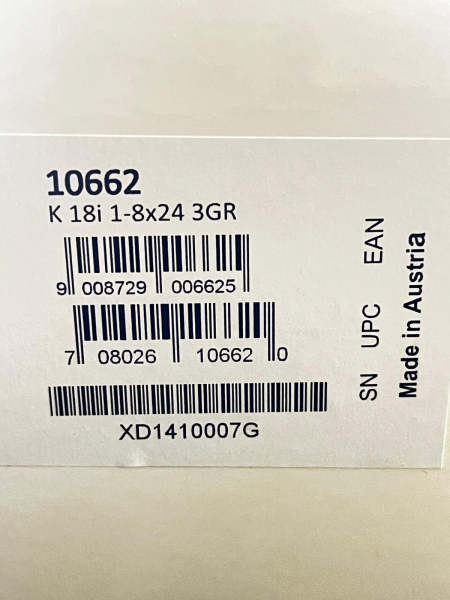 10662
K 18i 1-8x24 3GR
9 008729 006625
7 08026 10662 0
XD1410007G
SN UPC EAN
Made in Austria